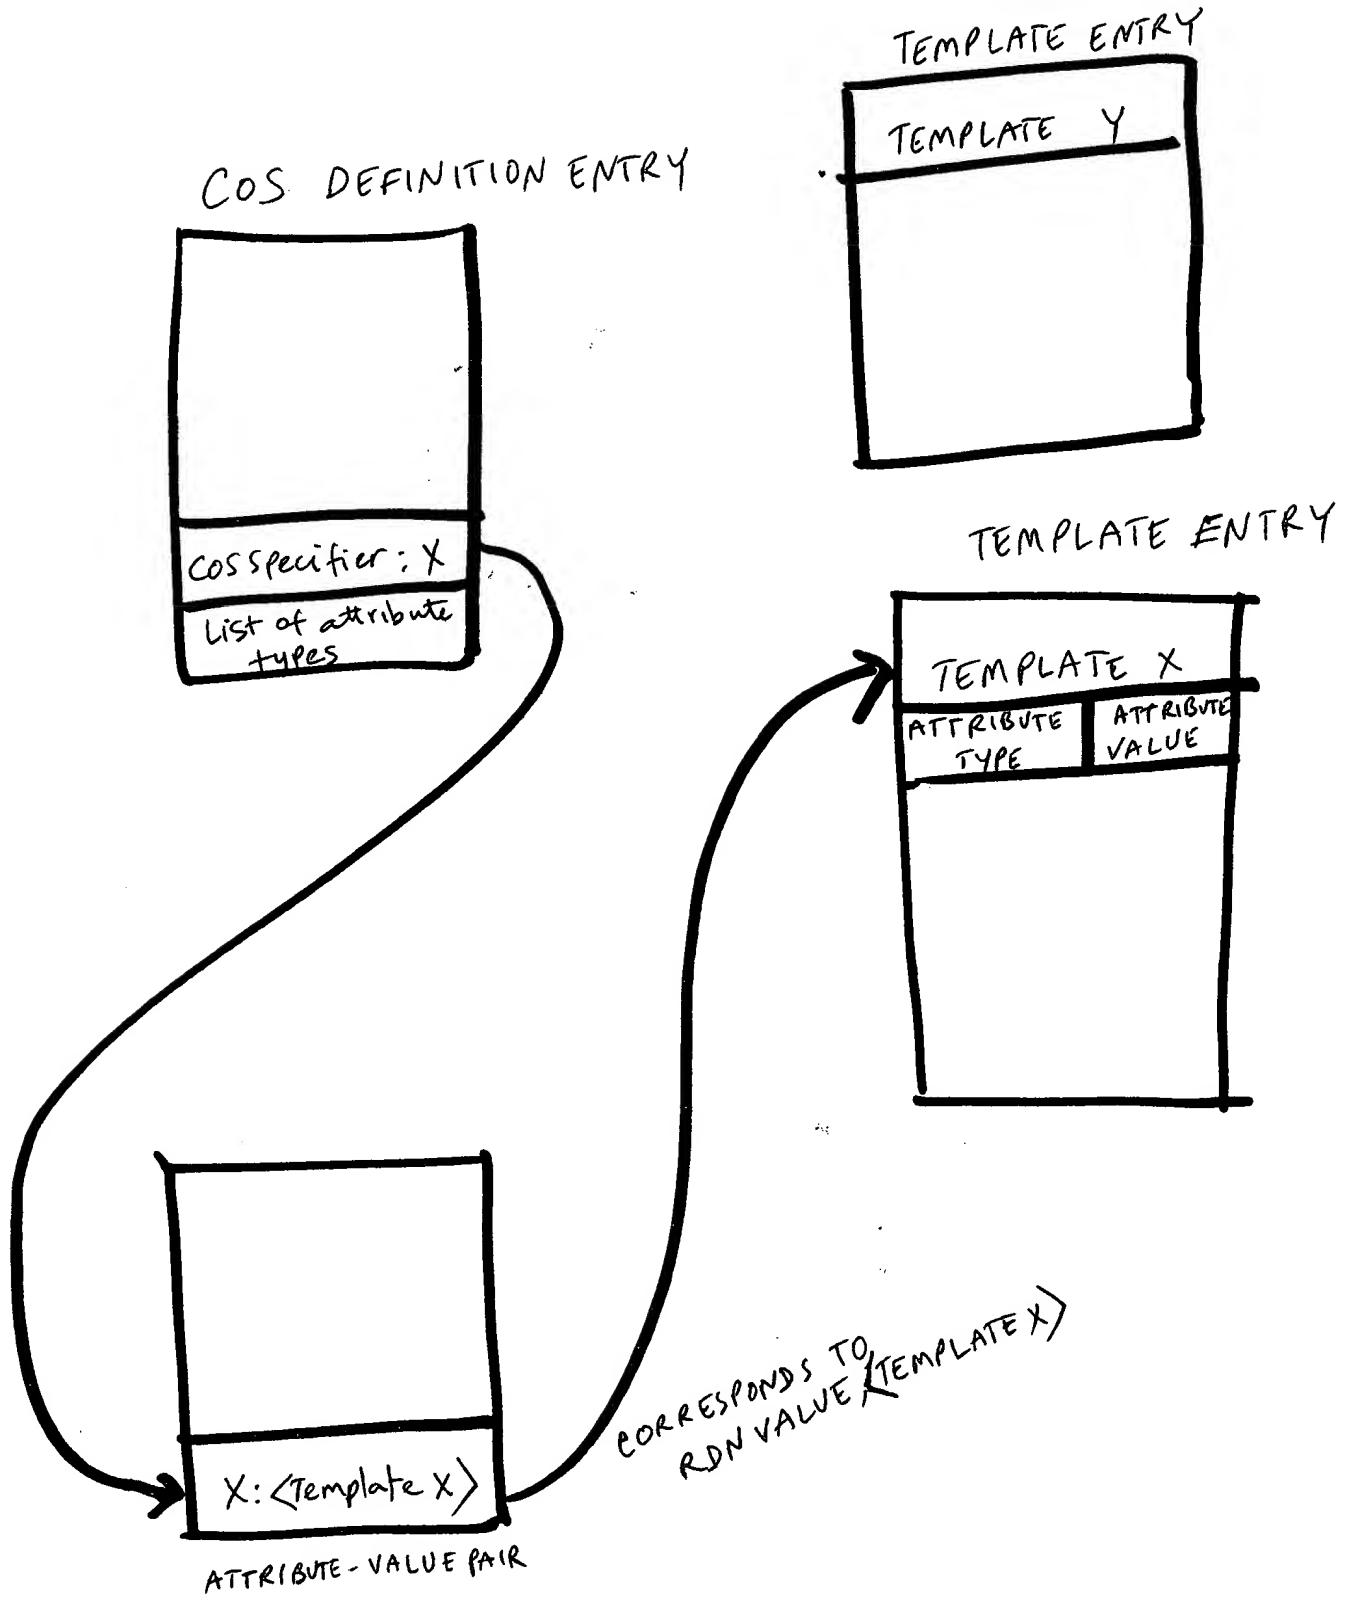 TEMPLATE ENTRY
TEMPLATE Y
COS DEFINITION ENTRY
cosspecifier: X
List of attribute
types
TEMPLATE ENTRY
TEMPLATE X
ATTRIBUTE
TYPE
ATTRIBUTE
VALUE
X: <Template X>
ATTRIBUTE-VALUE PAIR
CORRESPONDS TO
RDN VALUE <TEMPLATE X>